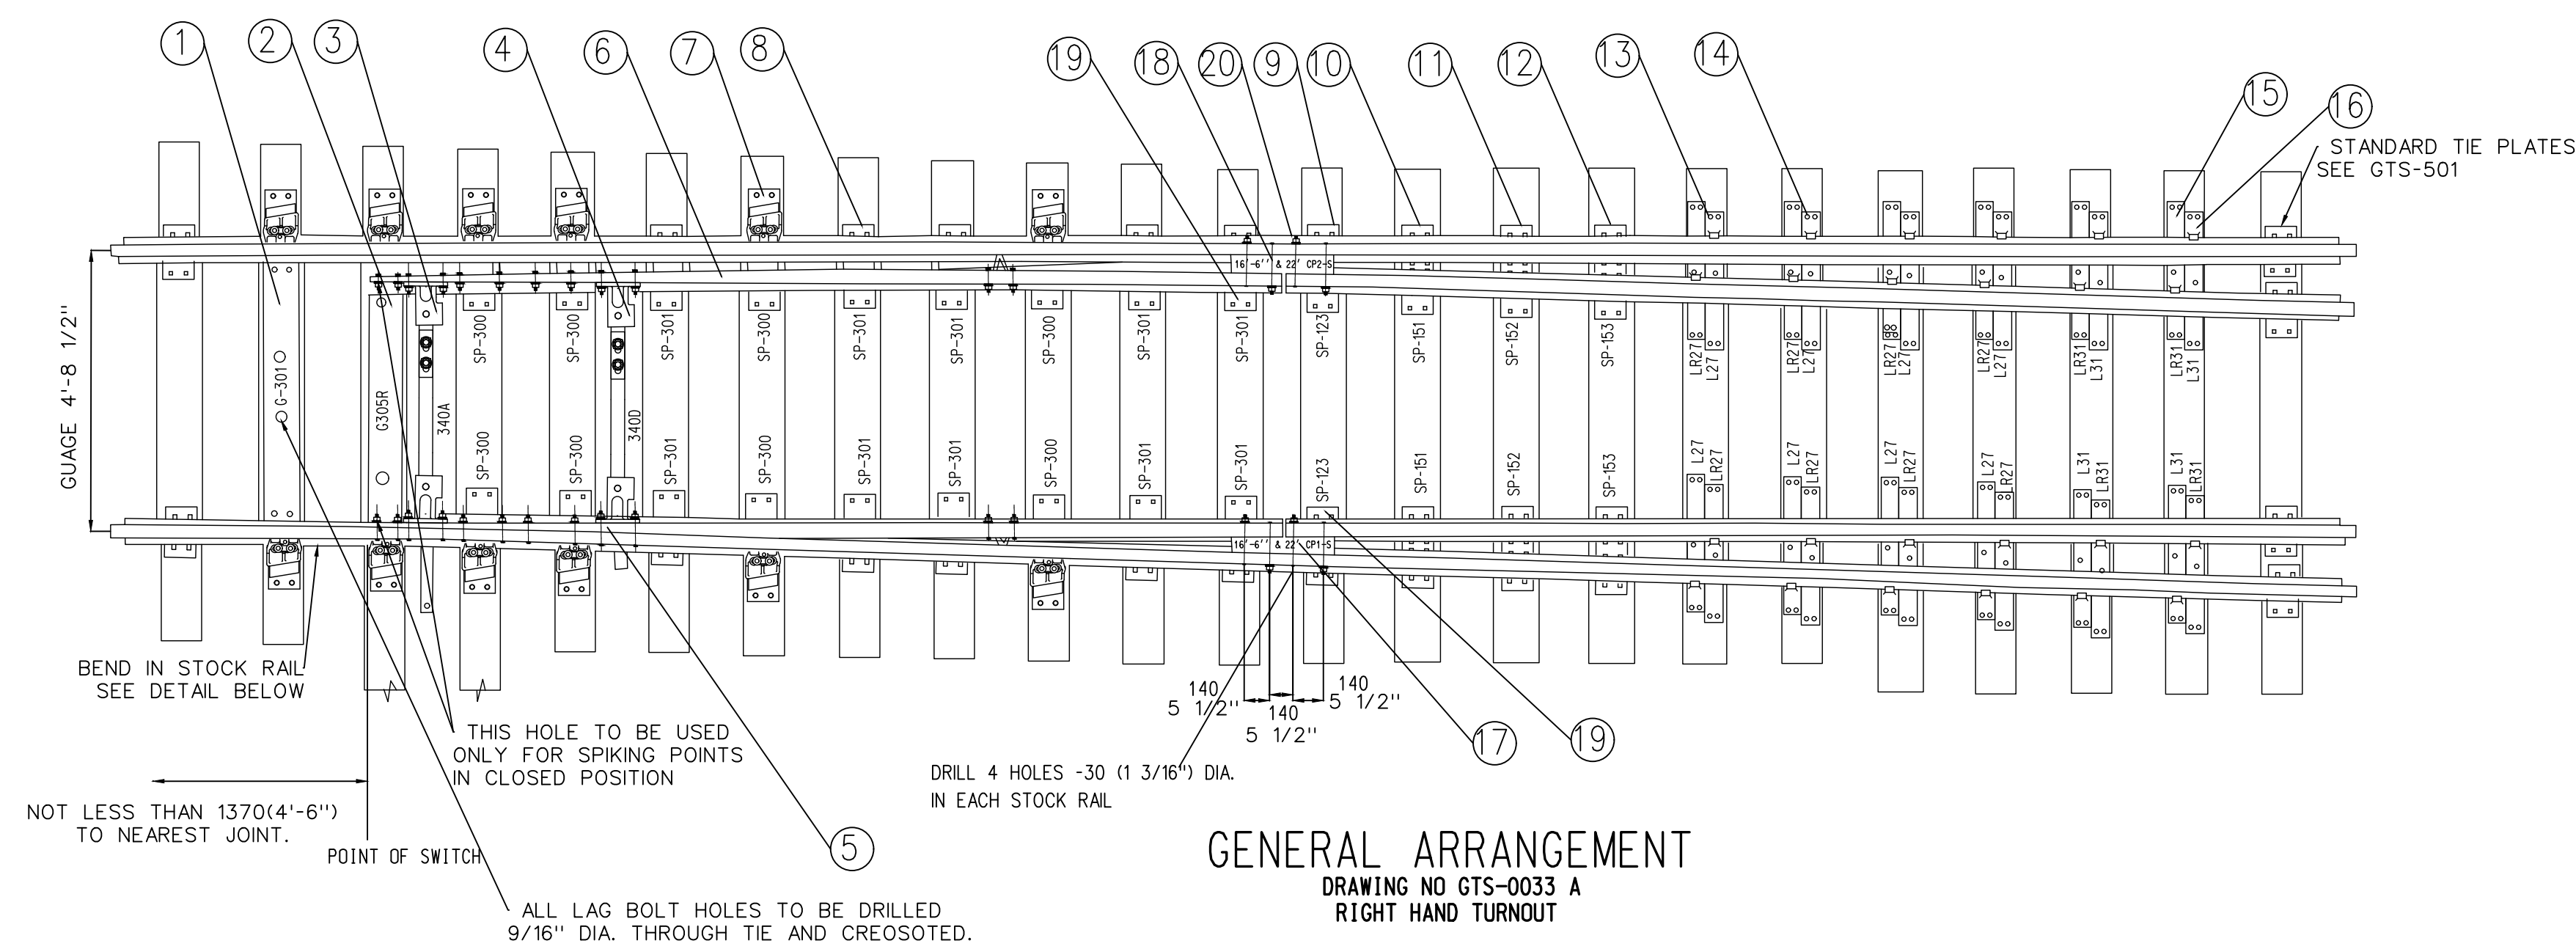 1
2
3
4
6
7
8
19
18
20
9
10
11
12
13
14
15
16
STANDARD TIE PLATES
SEE GTS-501
16'-6'' & 22' CP2-S
GUAGE 4'-8 1/2"
G-301
G305R
340A
SP-300
SP-300
340D
SP-301
SP-300
SP-301
SP-301
SP-300
SP-301
SP-301
SP-123
SP-151
SP-152
SP-153
LR27
L27
LR27
L27
LR27
L27
LR27
L27
LR31
L31
LR31
L31
SP-300
SP-300
SP-301
SP-300
SP-301
SP-301
SP-300
SP-301
SP-301
SP-123
SP-151
SP-152
SP-153
L27
LR27
L27
LR27
L27
LR27
L27
LR27
L31
LR31
L31
LR31
16'-6'' & 22' CP1-S
BEND IN STOCK RAIL
SEE DETAIL BELOW
140
5 1/2"
140
5 1/2"
140
5 1/2"
THIS HOLE TO BE USED
ONLY FOR SPIKING POINTS
IN CLOSED POSITION
17
19
DRILL 4 HOLES -30 (1 3/16") DIA.
IN EACH STOCK RAIL
NOT LESS THAN 1370(4'-6")
TO NEAREST JOINT.
POINT OF SWITCH
5
GENERAL ARRANGEMENT
DRAWING NO GTS-0033 A
RIGHT HAND TURNOUT
ALL LAG BOLT HOLES TO BE DRILLED
9/16" DIA. THROUGH TIE AND CREOSOTED.